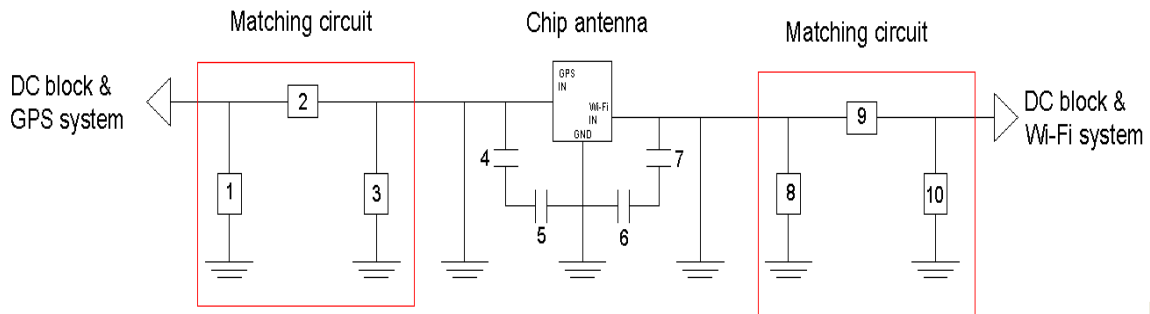 Matching circuit
Chip antenna
Matching circuit
DC block &
GPS system
GPS
IN
Wi-Fi
IN
GND
DC block &
Wi-Fi system
1
2
3
4
5
6
7
8
9
10